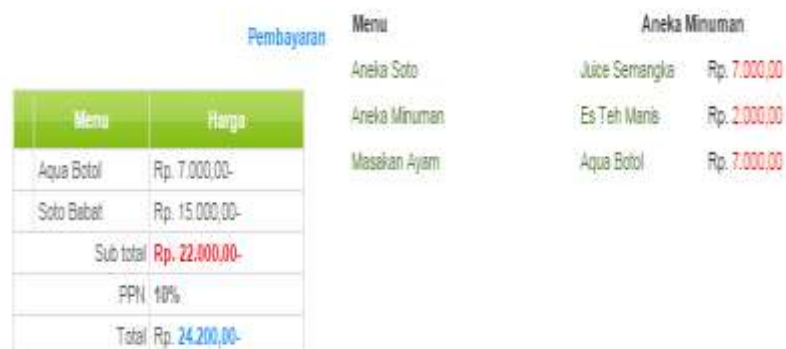 Pembayaran
Menu Harga
Aqua Botol Rp. 7.000,00-
Soto Babat Rp. 15.000,00-
Sub total Rp. 22.000,00-
PPN 10%
Total Rp. 24.200,00-
Menu
Aneka Soto
Aneka Minuman
Masakan Ayam
Aneka Minuman
Juice Semangka Rp. 7.000,00
Es Teh Manis Rp. 2.000,00
Aqua Botol Rp. 7.000,00